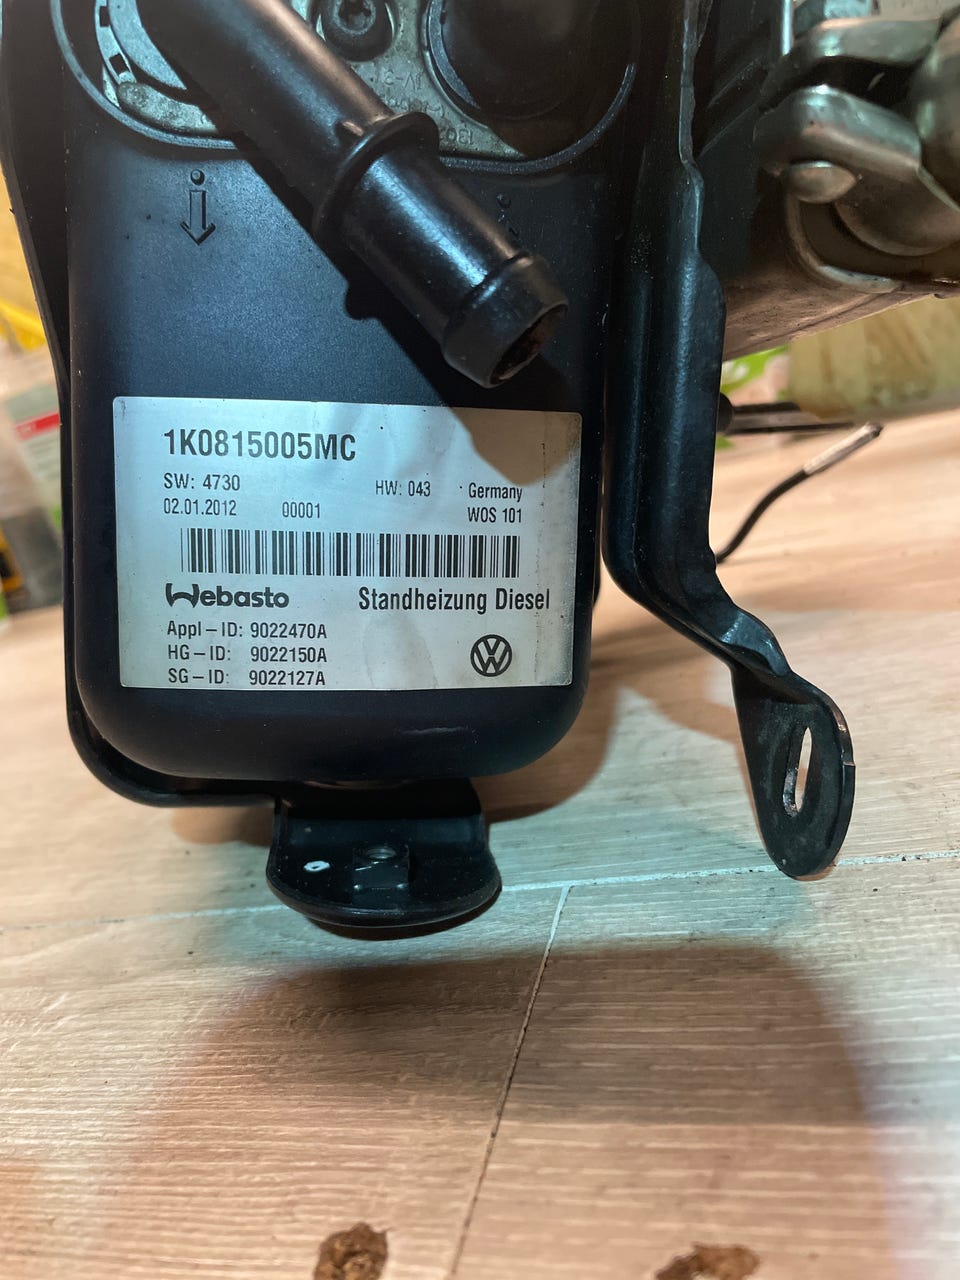 1K0815005MC
SW: 4730 HW: 043 Germany
02.01.2012 00001 WOS 101
Webasto Standheizung Diesel
Appl-ID: 9022470A
HG-ID: 9022150A
SG-ID: 9022127A